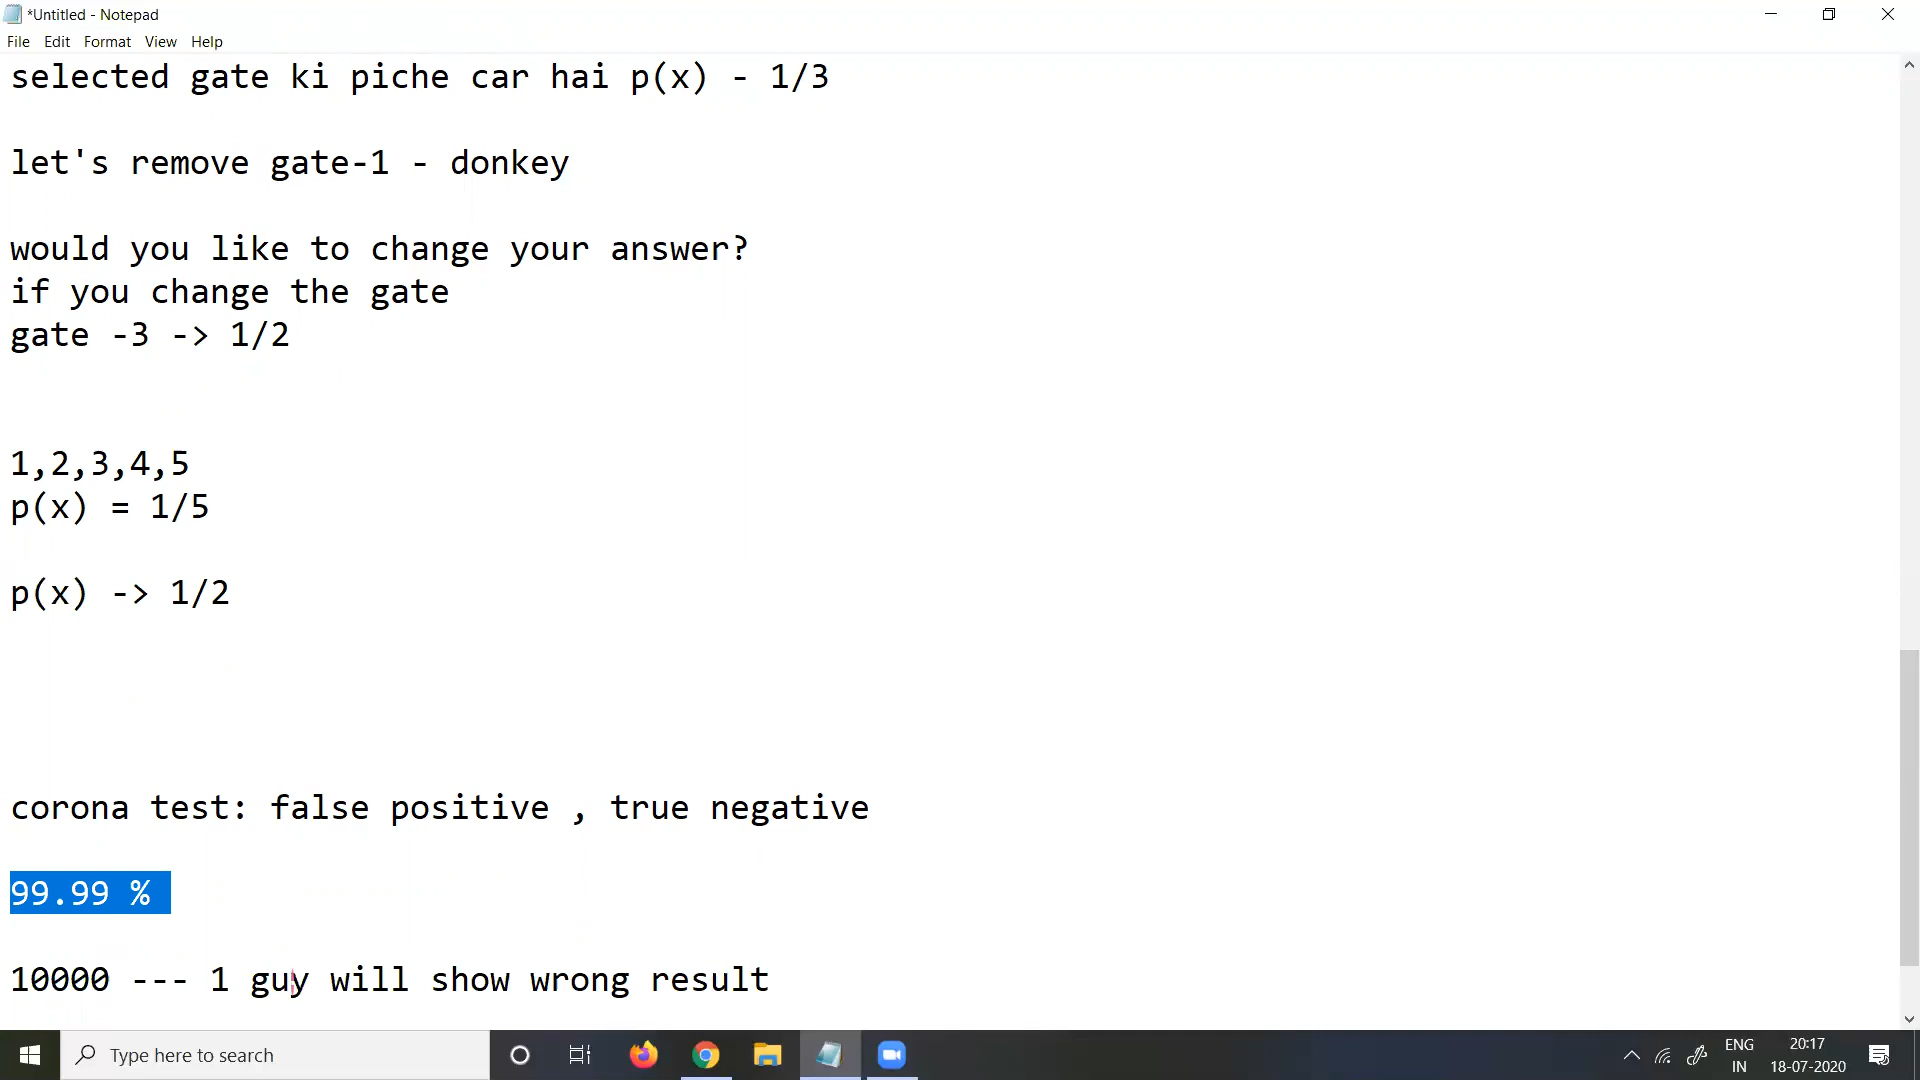 *Untitled - Notepad
File Edit Format View Help
selected gate ki piche car hai p(x) - 1/3
let's remove gate-1 - donkey
would you like to change your answer?
if you change the gate
gate -3 -> 1/2
1,2,3,4,5
p(x) = 1/5
p(x) -> 1/2
corona test: false positive , true negative
99.99 %
10000 --- 1 guy will show wrong result
Type here to search
ENG
IN
20:17
18-07-2020